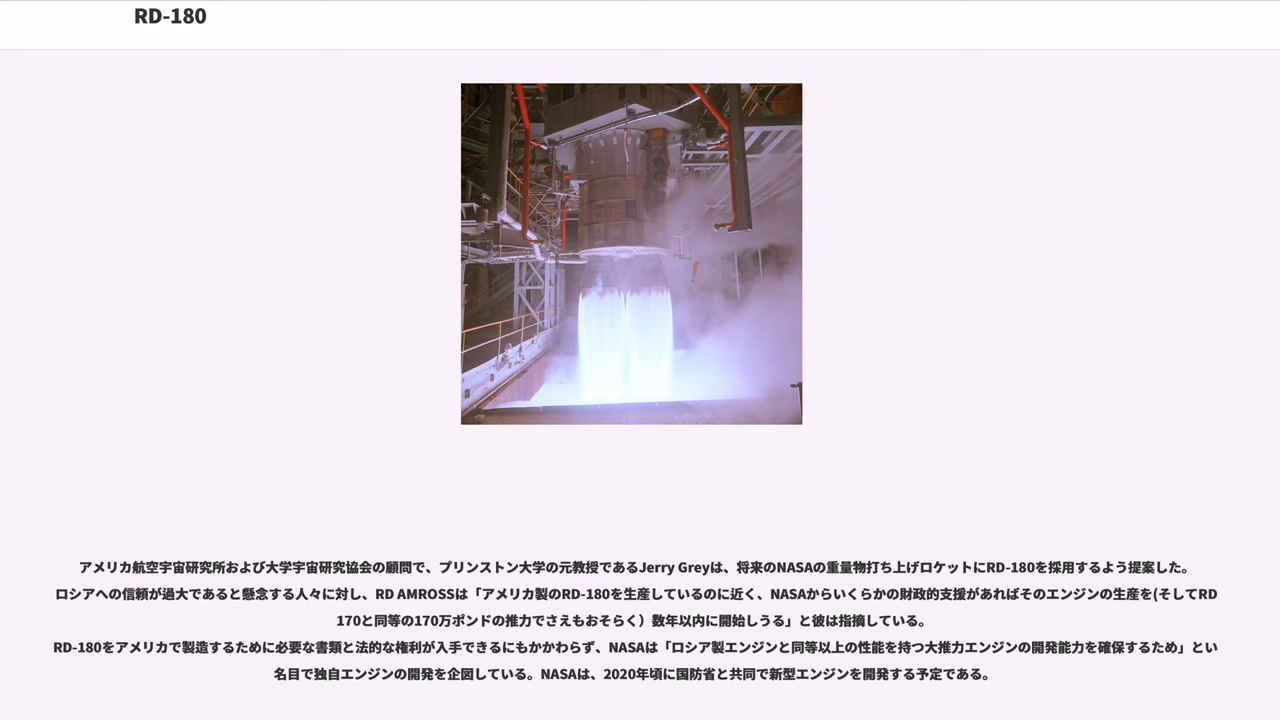 RD-180
アメリカ航空宇宙研究所および大学宇宙研究協会の顧問で、プリンストン大学の元教授であるJerry Greyは、将来のNASAの重量物打ち上げロケットにRD-180を採用するよう提案した。
ロシアへの信頼が過大であると懸念する人々に対し、RD AMROSSは「アメリカ製のRD-180を生産しているのに近く、NASAからいくらかの財政的支援があればそのエンジンの生産を(そしてRD
170と同等の170万ポンドの推力でさえもおそらく）数年以内に開始しうる」と彼は指摘している。
RD-180をアメリカで製造するために必要な書類と法的な権利が入手できるにもかかわらず、NASAは「ロシア製エンジンと同等以上の性能を持つ大推力エンジンの開発能力を確保するため」とい
名目で独自エンジンの開発を企図している。NASAは、2020年頃に国防省と共同で新型エンジンを開発する予定である。